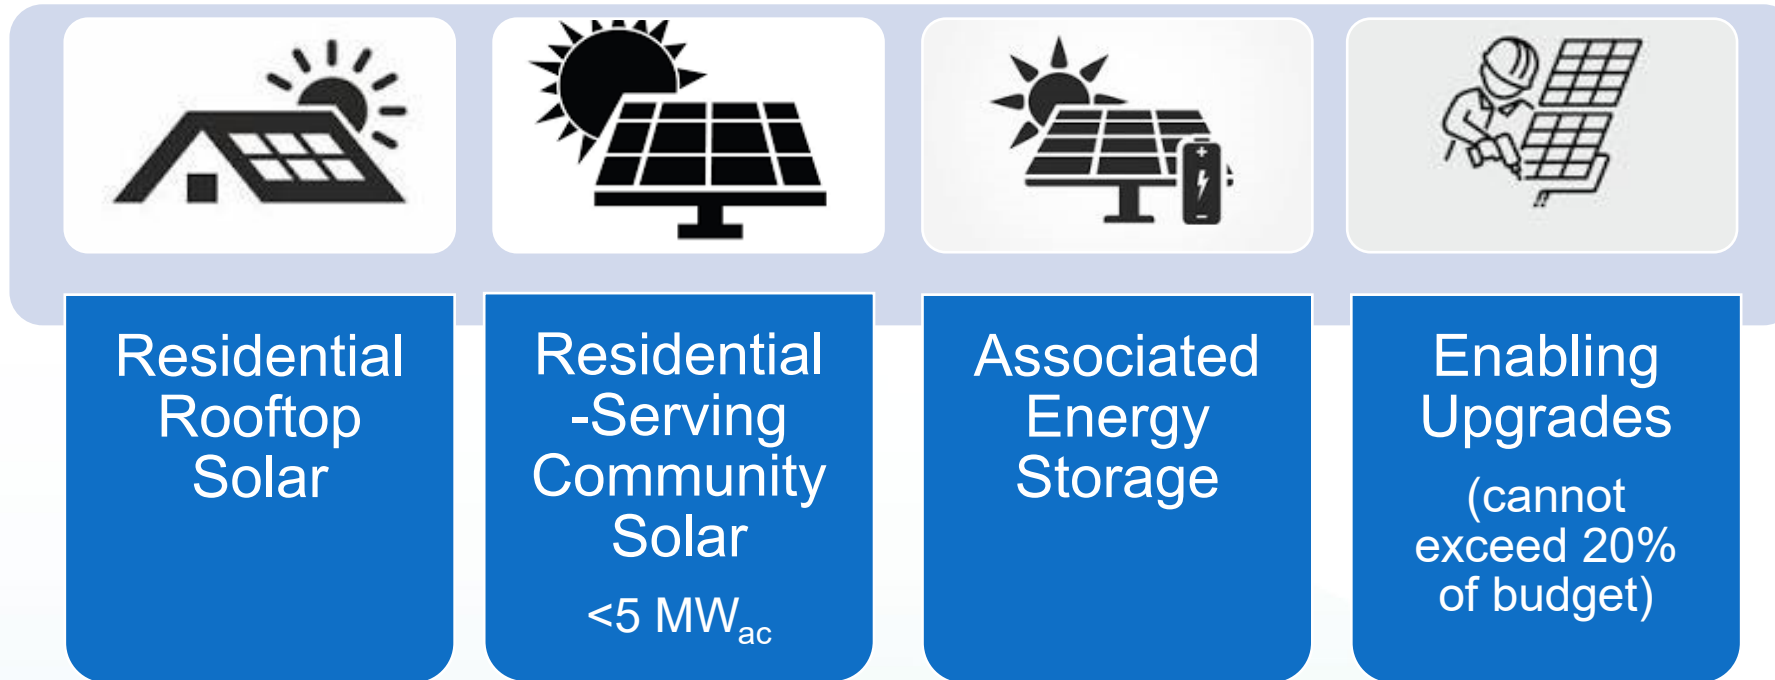 Residential
Rooftop
Solar
Residential
-Serving
Community
Solar
<5 MWac
Associated
Energy
Storage
Enabling
Upgrades
(cannot
exceed 20%
of budget)